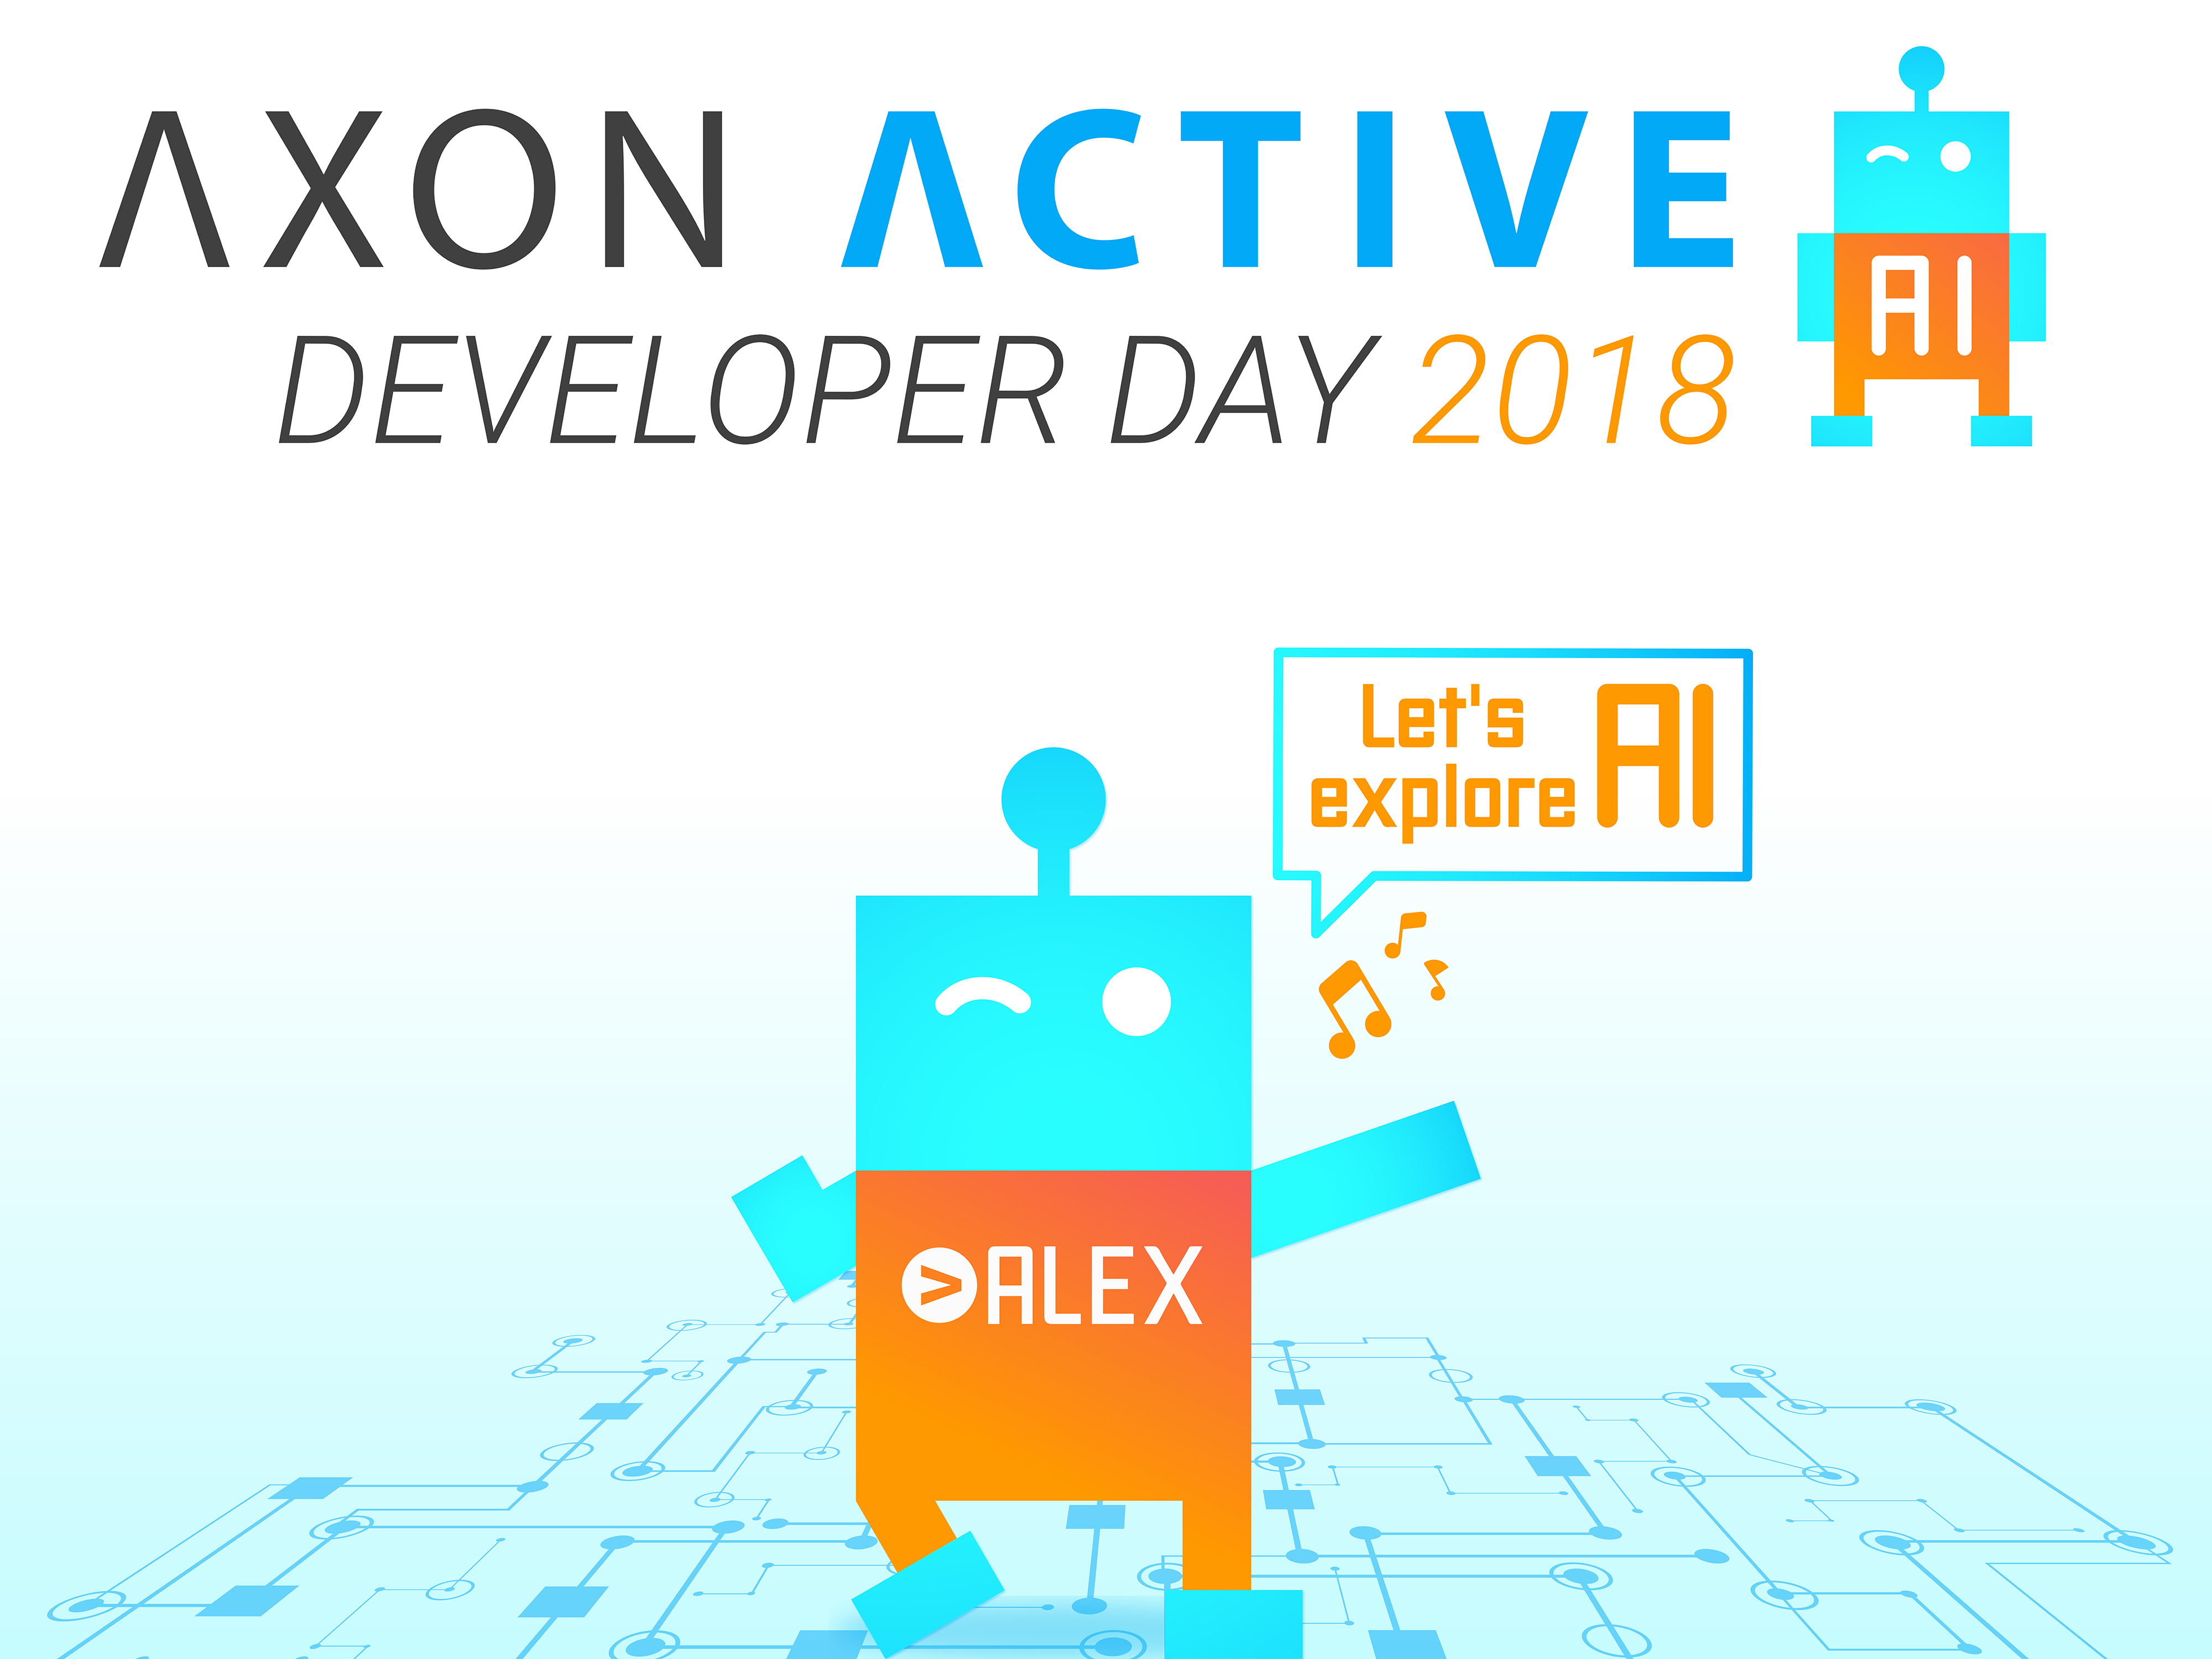 AXON ACTIVE
DEVELOPER DAY 2018
AI
Let's
explore AI
ALEX